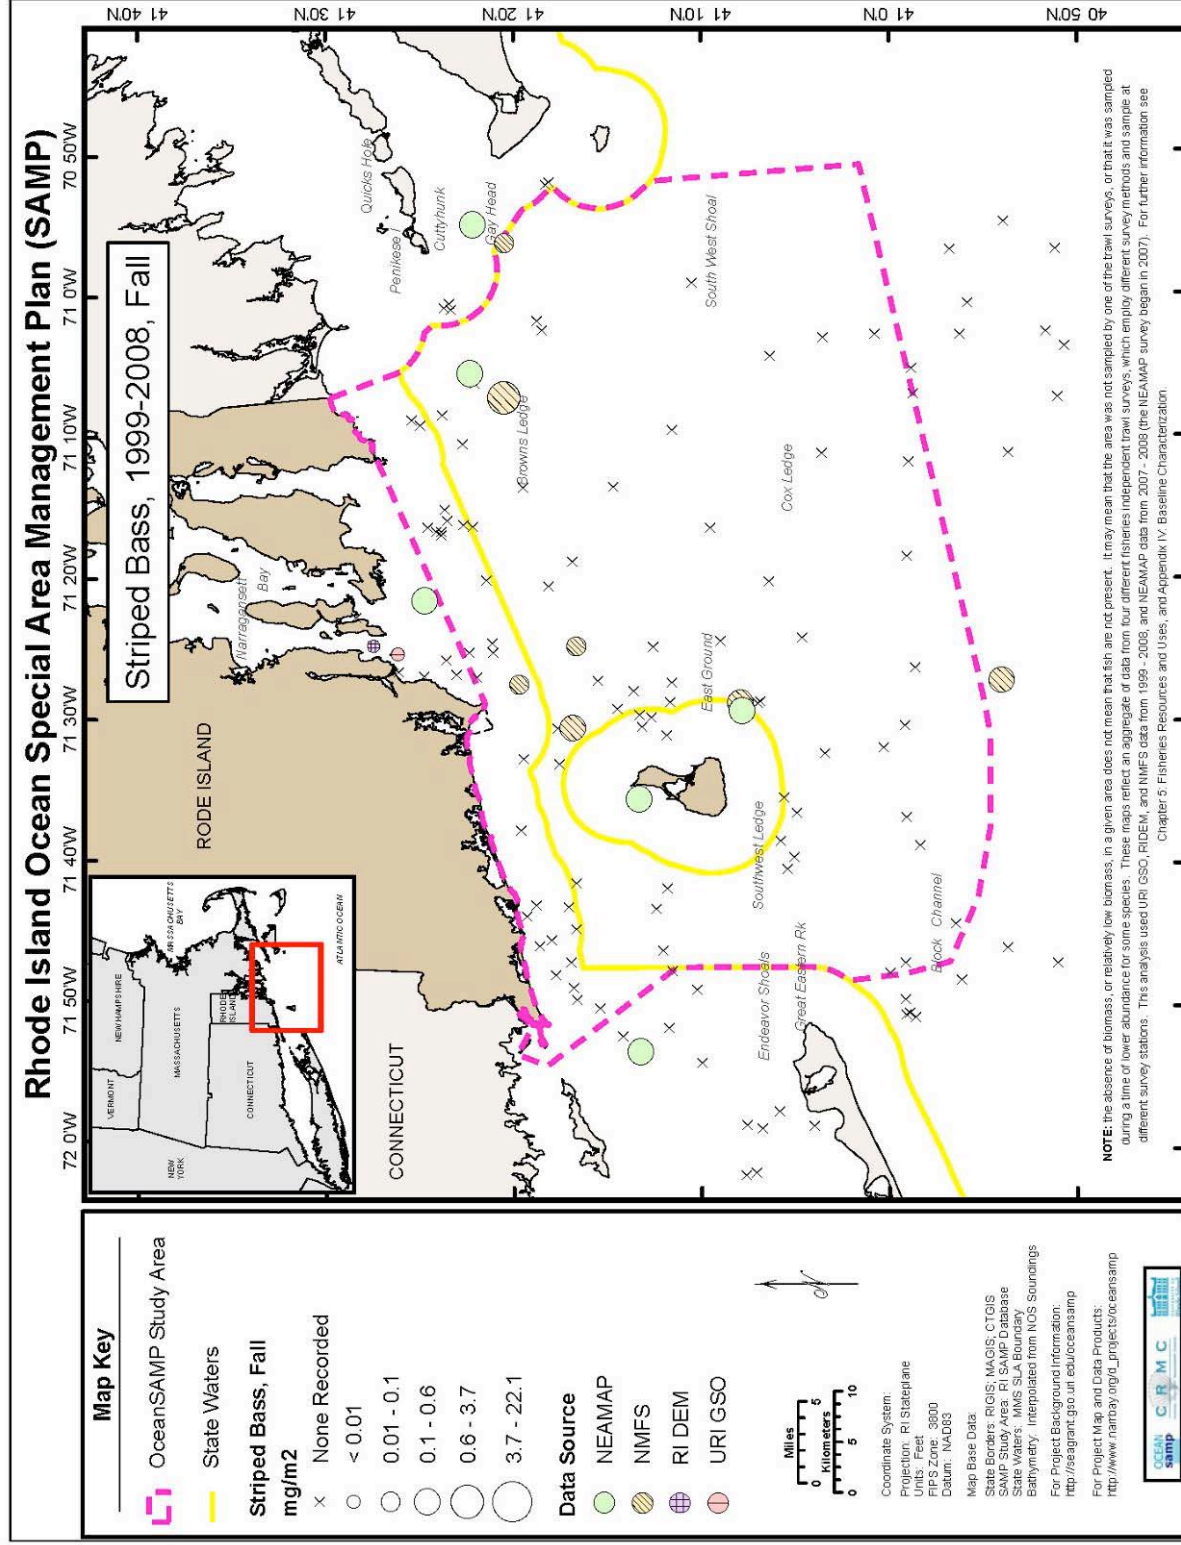 Rhode Island Ocean Special Area Management Plan (SAMP)
Map Key
OceanSAMP Study Area
State Waters
Striped Bass, Fall
mg/m2
None Recorded
< 0.01
0.01 - 0.1
0.1 - 0.6
0.6 - 3.7
3.7 - 22.1
Data Source
NEAMAP
NMFS
RI DEM
URI GSO
Miles
0 5
Kilometers
0 5 10
Coordinate System:
Projection: RI Stateplane
Units: Feet
FIPS Zone: 3800
Datum: NAD83
Map Base Data:
State Borders: RIGIS; MAGIS; CTGIS
SAMP Study Area: RI SAMP Database
State Waters: MMS SLA Boundary
Bathymetry: Interpolated from NOS Soundings
For Project Background Information:
http://seagrant.gso.uri.edu/oceansamp
For Project Map and Data Products:
http://www.narrbay.org/d_projects/oceansamp
OCEAN
samp
C R M C
72 0'W
71 50'W
71 40'W
71 30'W
71 20'W
71 10'W
71 0'W
70 50'W
41 40'N
41 30'N
41 20'N
41 10'N
41 0'N
40 50'N
VERMONT
NEW HAMPSHIRE
NEW
YORK
MASSACHUSETTS
MASSACHUSETTS
BAY
CONNECTICUT
RHODE
ISLAND
ATLANTIC OCEAN
Striped Bass, 1999-2008, Fall
RODE ISLAND
CONNECTICUT
Narragansett
Bay
Quicks Hole
Penikese I
Cuttyhunk
Gay Head
Browns Ledge
South West Shoal
Cox Ledge
East Ground
Southwest Ledge
Endeavor Shoals
Great Eastern Rk
Block Channel
NOTE: the absence of biomass, or relatively low biomass, in a given area does not mean that fish are not present. It may mean that the area was not sampled by one of the trawl surveys, or that it was sampled
during a time of lower abundance for some species. These maps reflect an aggregate of data from four different fisheries independent trawl surveys, which employ different survey methods and sample at
different survey stations. This analysis used URI GSO, RIDEM, and NMFS data from 1999 - 2008, and NEAMAP data from 2007 - 2008 (the NEAMAP survey began in 2007). For further information see
Chapter 5: Fisheries Resources and Uses, and Appendix IV: Baseline Characterization.